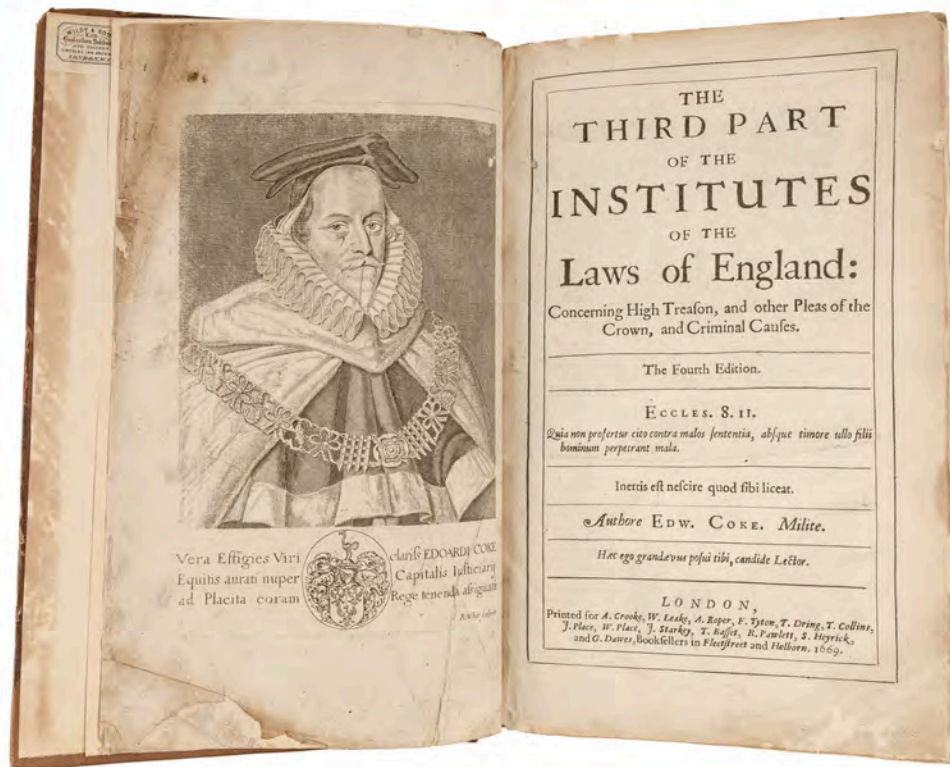 WILDY & SONS
Vera Effigies Viri clariſs EDOARDI COKE
Equitis aurati nuper Capitalis Iuſticiarij
ad Placita coram Rege tenenda aſsignati
THE
THIRD PART
OF THE
INSTITUTES
OF THE
Laws of England:
Concerning High Treaſon, and other Pleas of the
Crown, and Criminal Cauſes.
The Fourth Edition.
ECCLES. 8. 11.
Quia non profertur cito contra malos ſententia, abſque timore ullo filii
hominum perpetrant mala.
Inertis eſt neſcire quod ſibi liceat.
Authore EDW. COKE. Milite.
Hæc ego grandævus poſui tibi, candide Lector.
LONDON,
Printed for A. Crooke, W. Leake, A. Roper, F. Tyton, T. Dring, T. Collins,
J. Place, W. Place, J. Starkey, T. Baſſet, R. Pawlett, S. Heyrick,
and G. Dawes, Bookſellers in Fleetſtreet and Holborn. 1669.